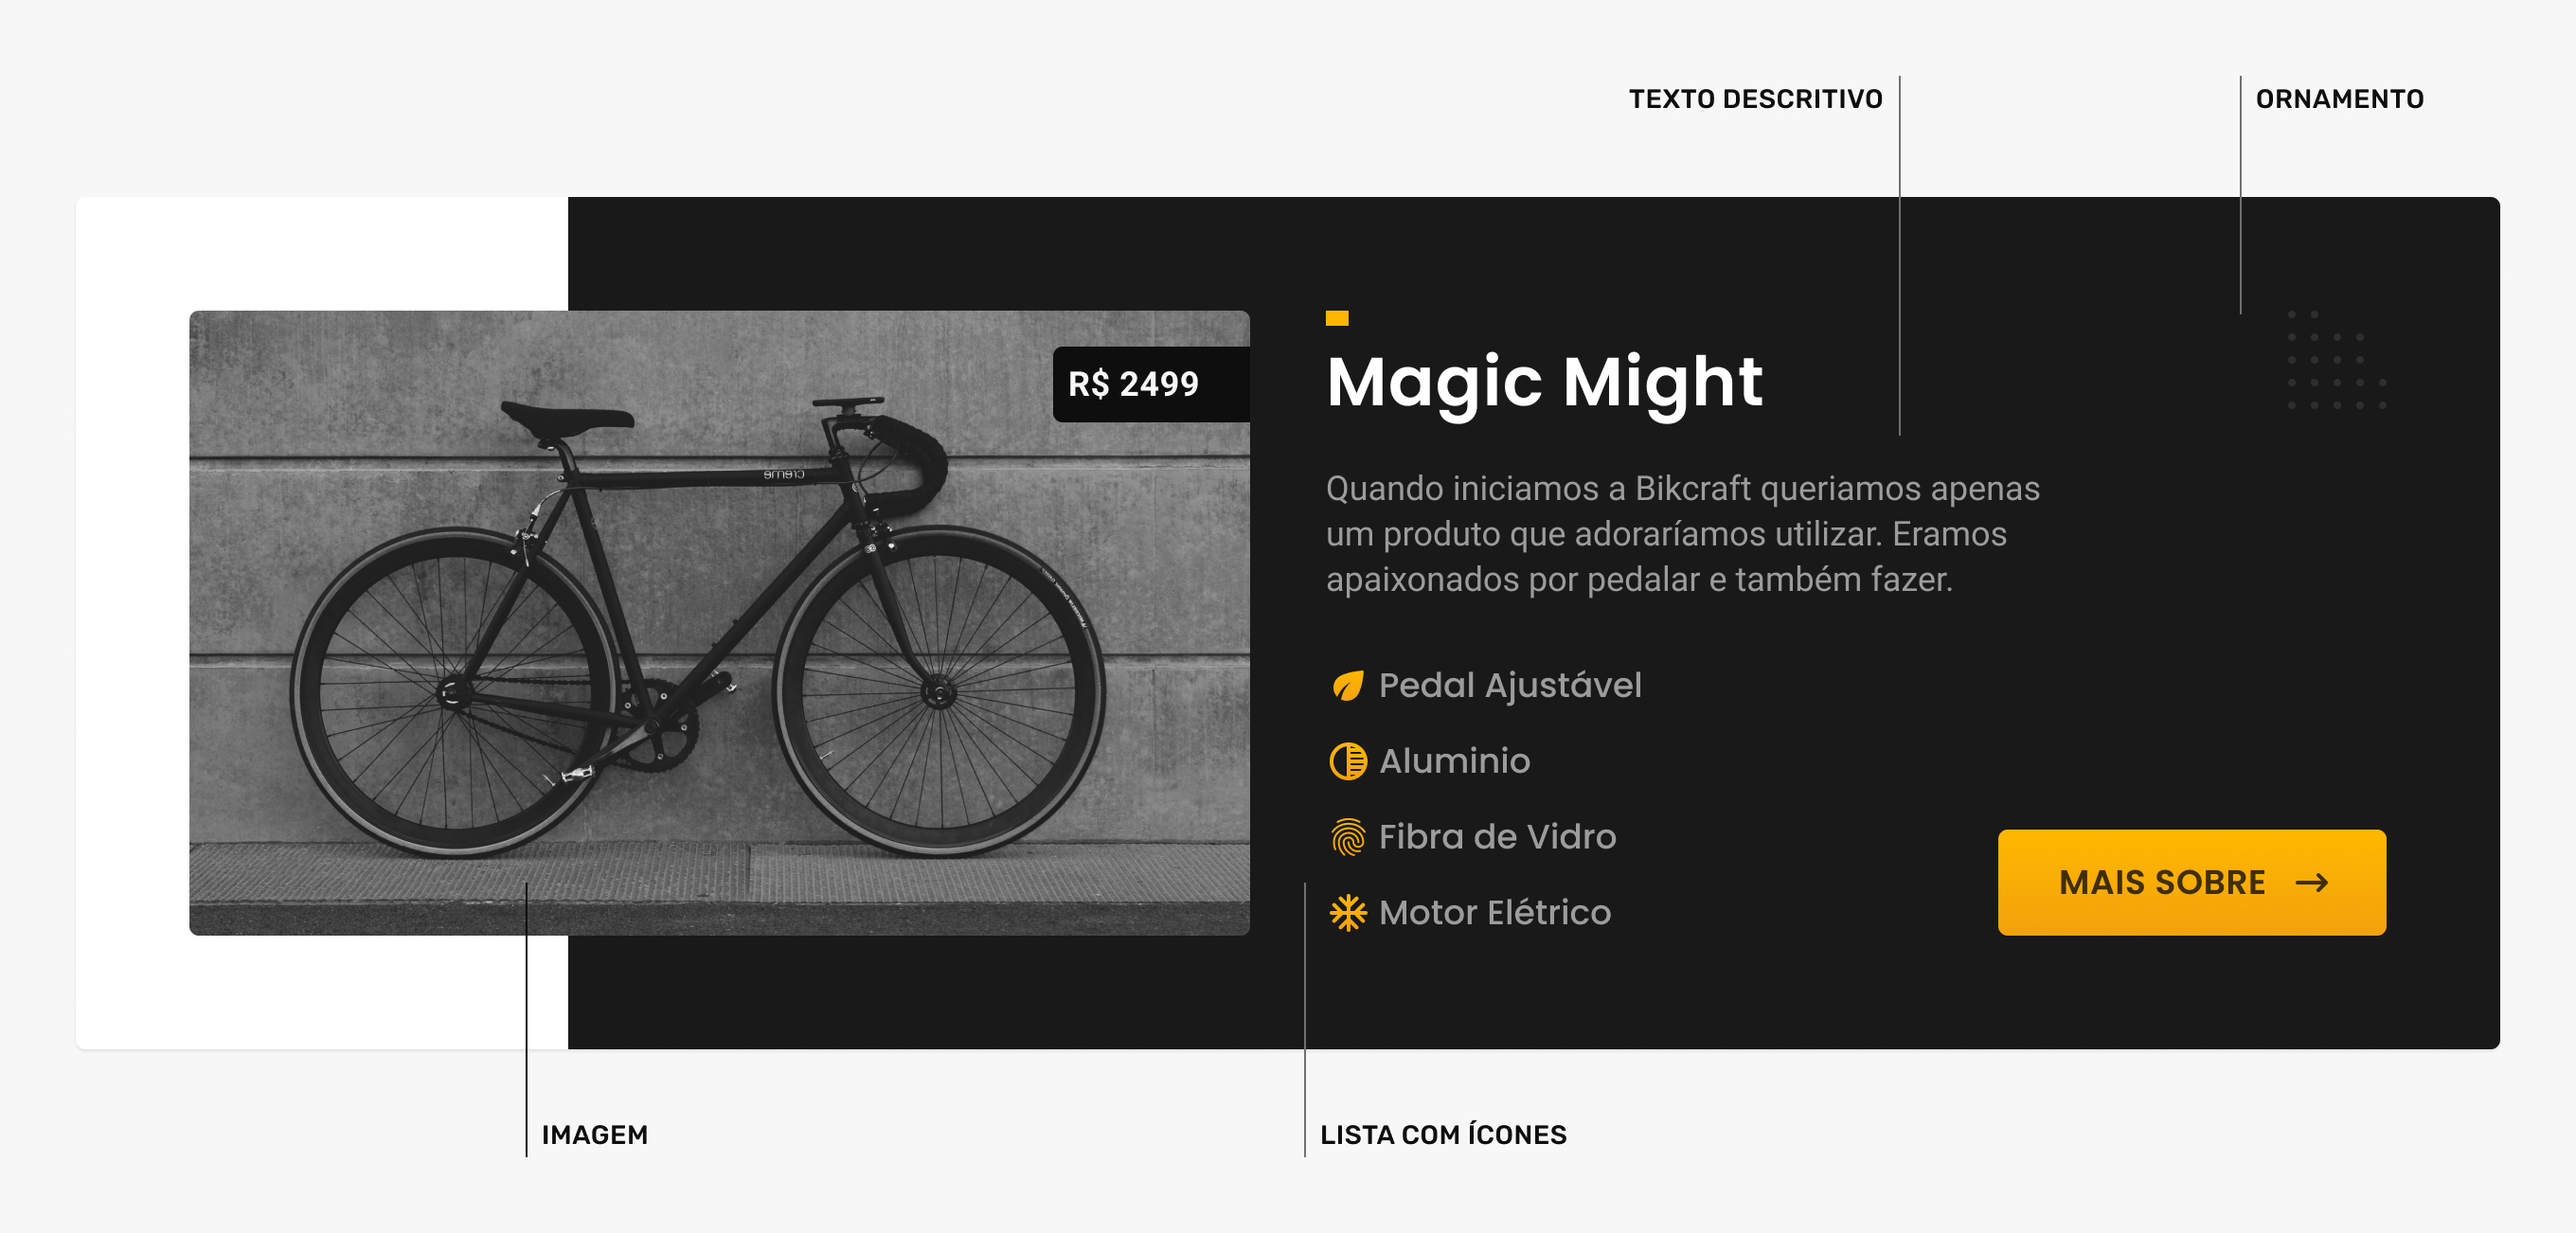 TEXTO DESCRITIVO
ORNAMENTO
R$ 2499
creme
Magic Might
Quando iniciamos a Bikcraft queriamos apenas
um produto que adoraríamos utilizar. Eramos
apaixonados por pedalar e também fazer.
Pedal Ajustável
Aluminio
Fibra de Vidro
Motor Elétrico
MAIS SOBRE
IMAGEM
LISTA COM ÍCONES